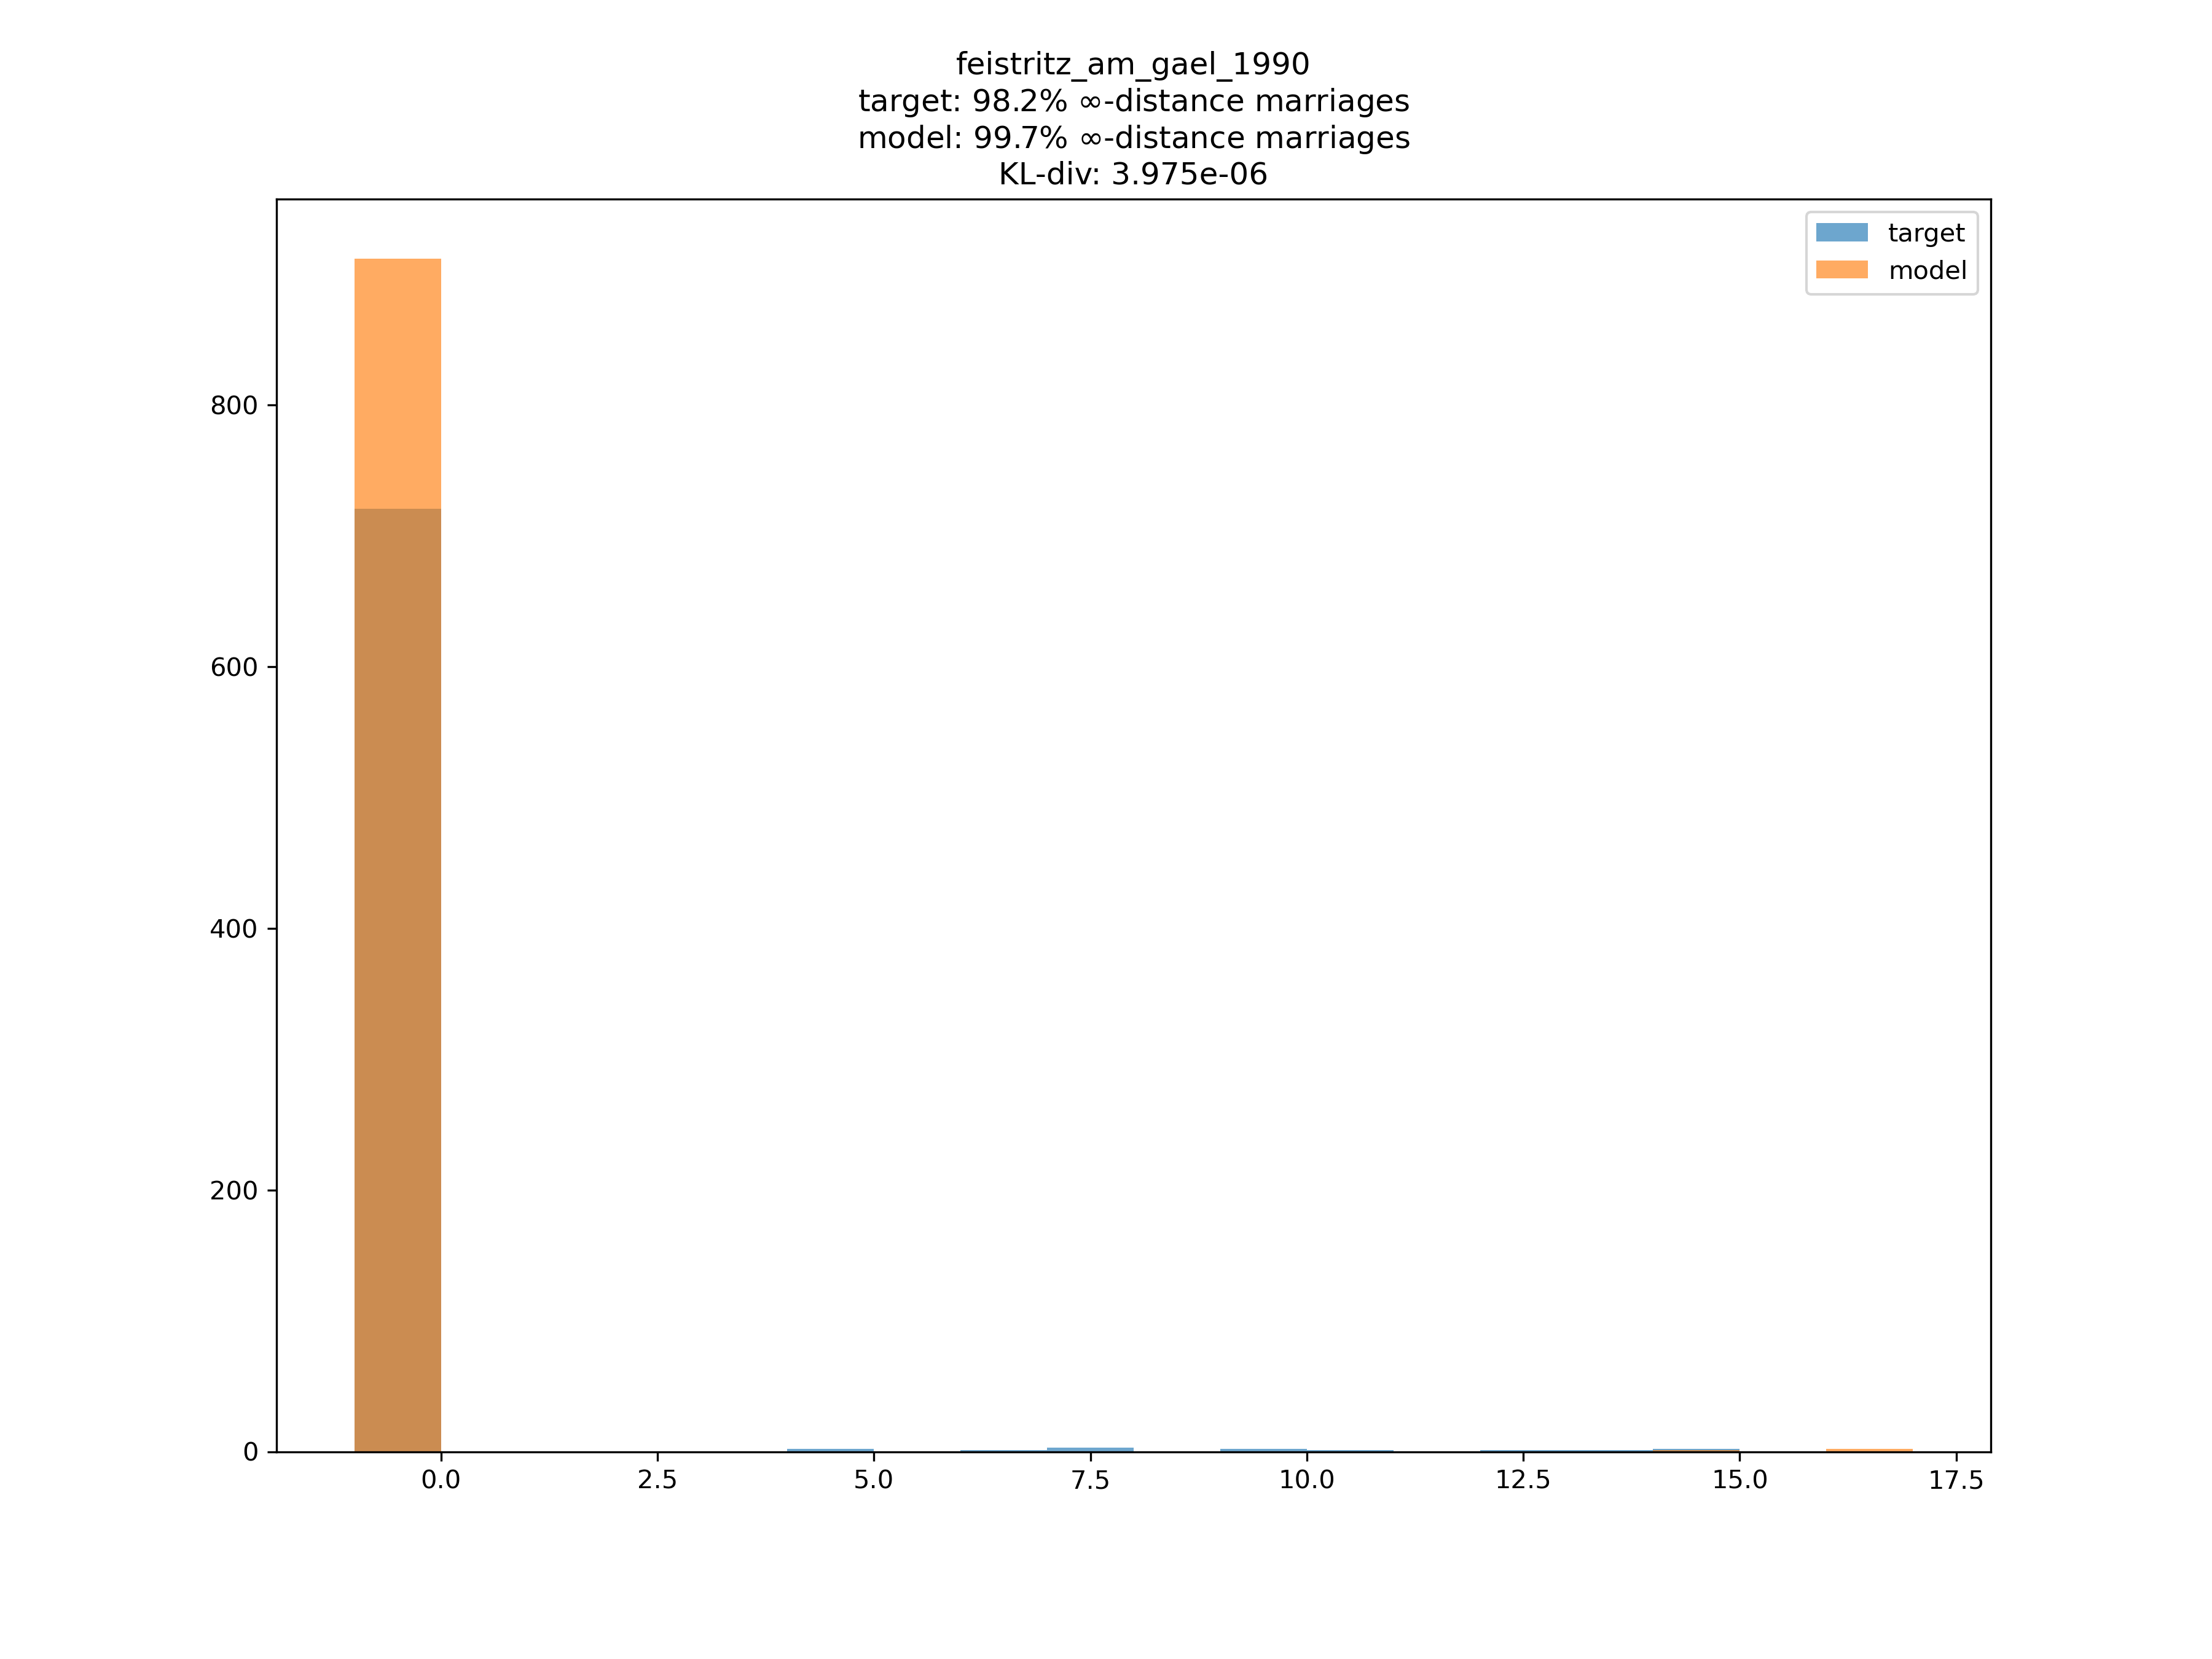 feistritz_am_gael_1990
target: 98.2% ∞-distance marriages
model: 99.7% ∞-distance marriages
KL-div: 3.975e-06
target
model
800
600
400
200
0
0.0 2.5 5.0 7.5 10.0 12.5 15.0 17.5